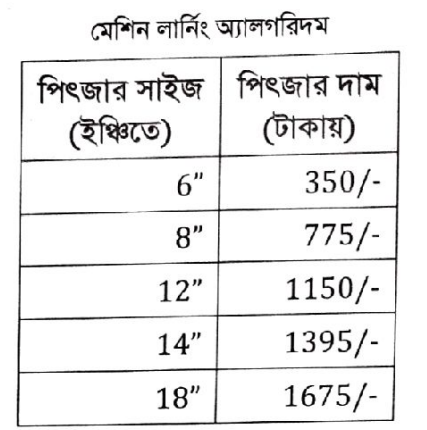 মেশিন লার্নিং অ্যালগরিদম
পিৎজার সাইজ (ইঞ্চিতে) পিৎজার দাম (টাকায়)
6” 350/-
8” 775/-
12” 1150/-
14” 1395/-
18” 1675/-